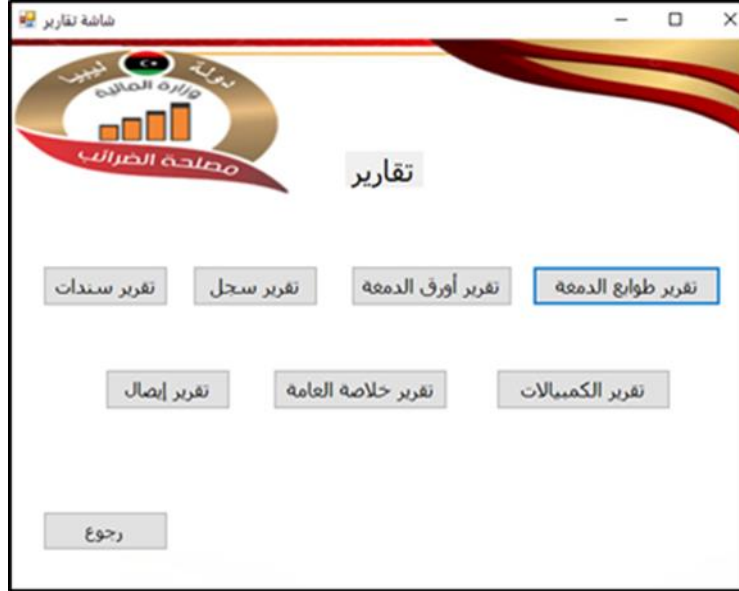 شاشة تقارير
دولة ليبيا
وزارة المالية
مصلحة الضرائب
تقارير
تقرير طوابع الدمغة
تقرير أورق الدمغة
تقرير سجل
تقرير سندات
تقرير الكمبيالات
تقرير خلاصة العامة
تقرير إيصال
رجوع